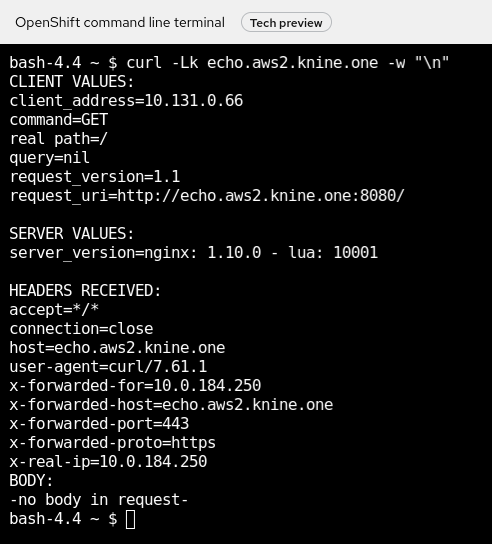 OpenShift command line terminal Tech preview
bash-4.4 ~ $ curl -Lk echo.aws2.knine.one -w "\n"
CLIENT VALUES:
client_address=10.131.0.66
command=GET
real path=/
query=nil
request_version=1.1
request_uri=http://echo.aws2.knine.one:8080/

SERVER VALUES:
server_version=nginx: 1.10.0 - lua: 10001

HEADERS RECEIVED:
accept=*/*
connection=close
host=echo.aws2.knine.one
user-agent=curl/7.61.1
x-forwarded-for=10.0.184.250
x-forwarded-host=echo.aws2.knine.one
x-forwarded-port=443
x-forwarded-proto=https
x-real-ip=10.0.184.250
BODY:
-no body in request-
bash-4.4 ~ $